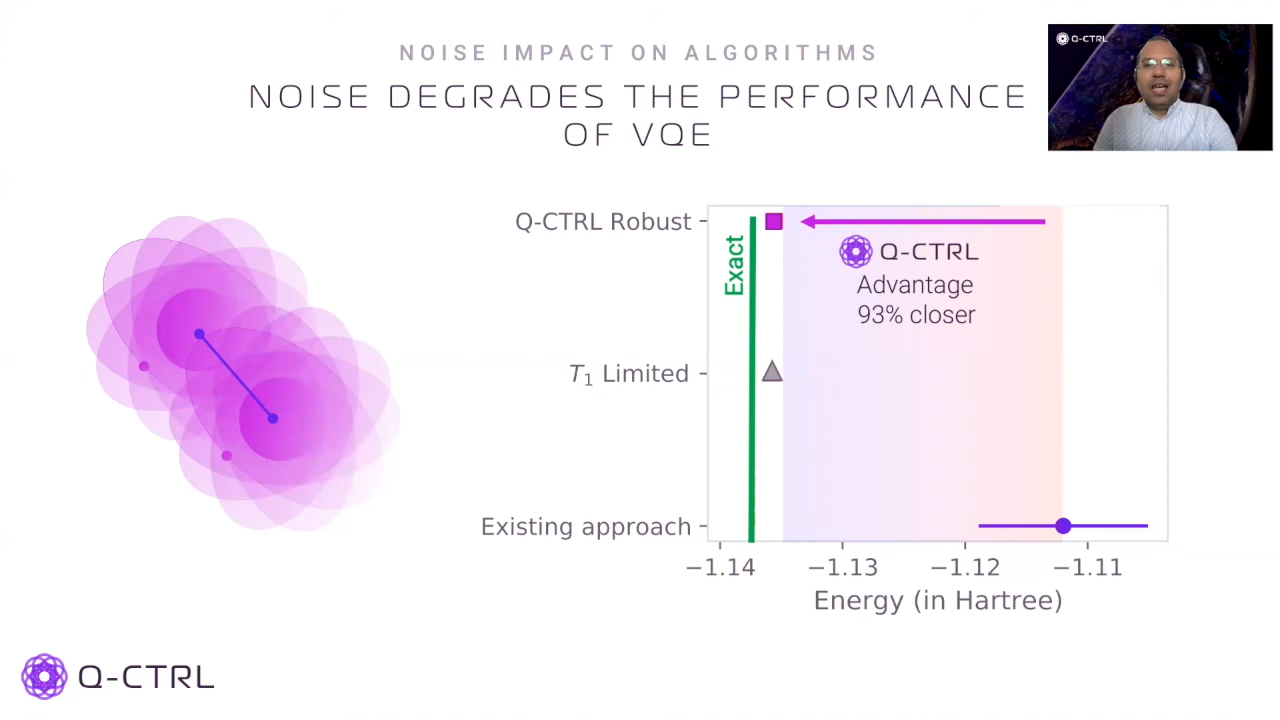 NOISE IMPACT ON ALGORITHMS
NOISE DEGRADES THE PERFORMANCE
OF VQE
Q-CTRL
Q-CTRL Robust
Exact
Q-CTRL
Advantage
93% closer
T₁ Limited
Existing approach
−1.14 −1.13 −1.12 −1.11
Energy (in Hartree)
Q-CTRL